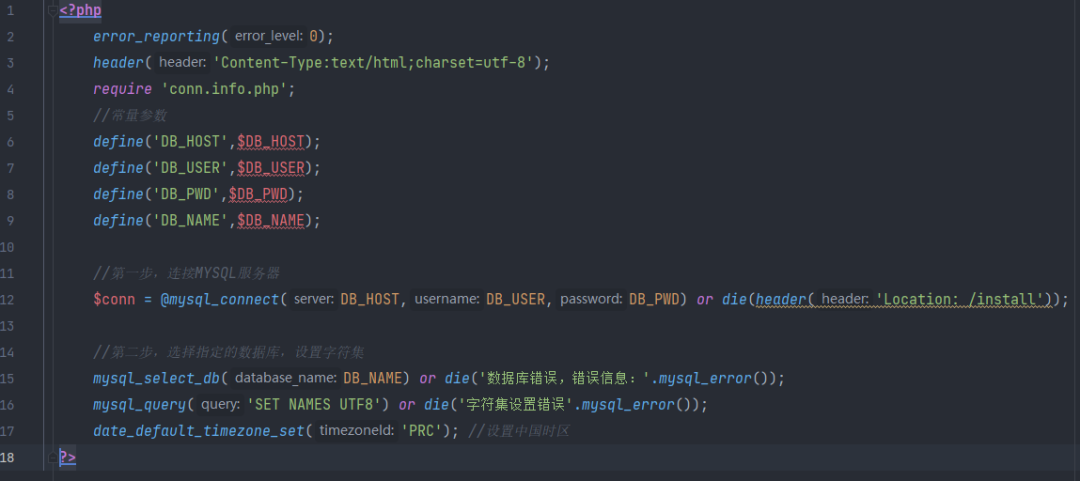 1 <?php
2 error_reporting( error_level: 0);
3 header( header: 'Content-Type:text/html;charset=utf-8');
4 require 'conn.info.php';
5 //常量参数
6 define('DB_HOST',$DB_HOST);
7 define('DB_USER',$DB_USER);
8 define('DB_PWD',$DB_PWD);
9 define('DB_NAME',$DB_NAME);
10
11 //第一步，连接MYSQL服务器
12 $conn = @mysql_connect( server: DB_HOST, username: DB_USER, password: DB_PWD) or die(header( header: 'Location: /install'));
13
14 //第二步，选择指定的数据库，设置字符集
15 mysql_select_db( database_name: DB_NAME) or die('数据库错误，错误信息：'.mysql_error());
16 mysql_query( query: 'SET NAMES UTF8') or die('字符集设置错误'.mysql_error());
17 date_default_timezone_set( timezoneId: 'PRC'); //设置中国时区
18 ?>